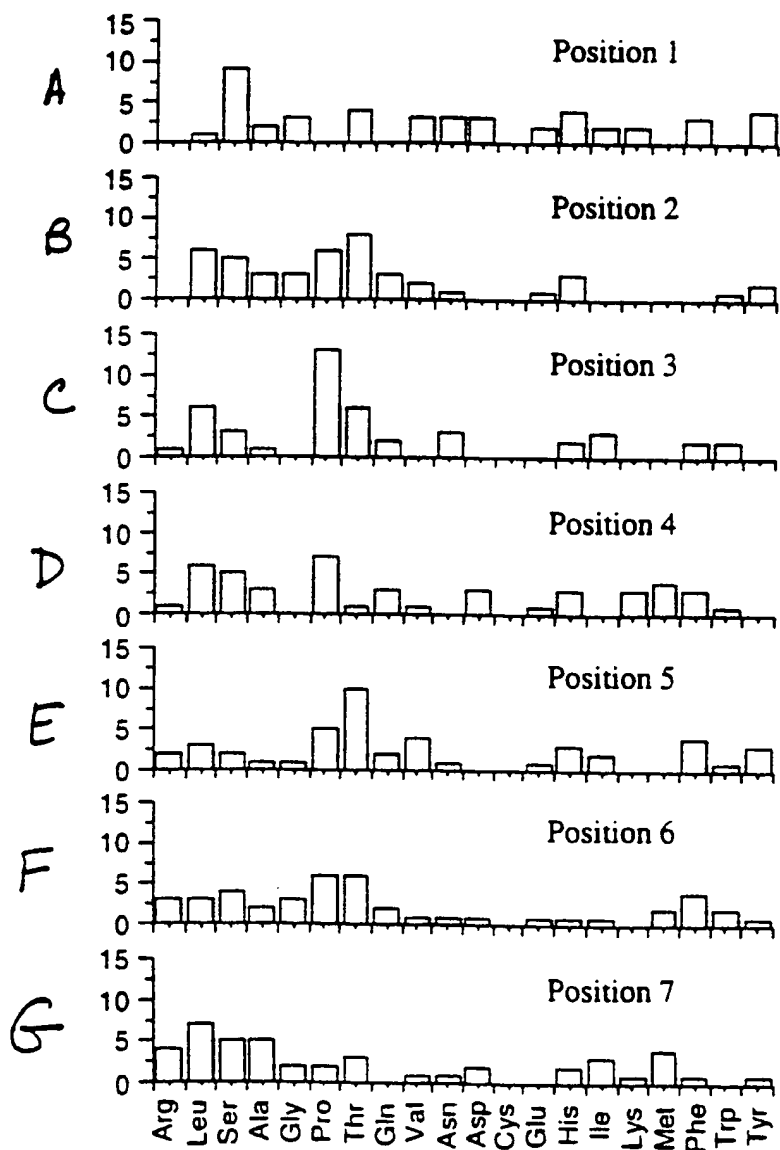 15
10
5
0
A
Position 1
15
10
5
0
B
Position 2
15
10
5
0
C
Position 3
15
10
5
0
D
Position 4
15
10
5
0
E
Position 5
15
10
5
0
F
Position 6
15
10
5
0
G
Position 7
Arg Leu Ser Ala Gly Pro Thr Gln Val Asn Asp Cys Glu His Ile Lys Met Phe Trp Tyr